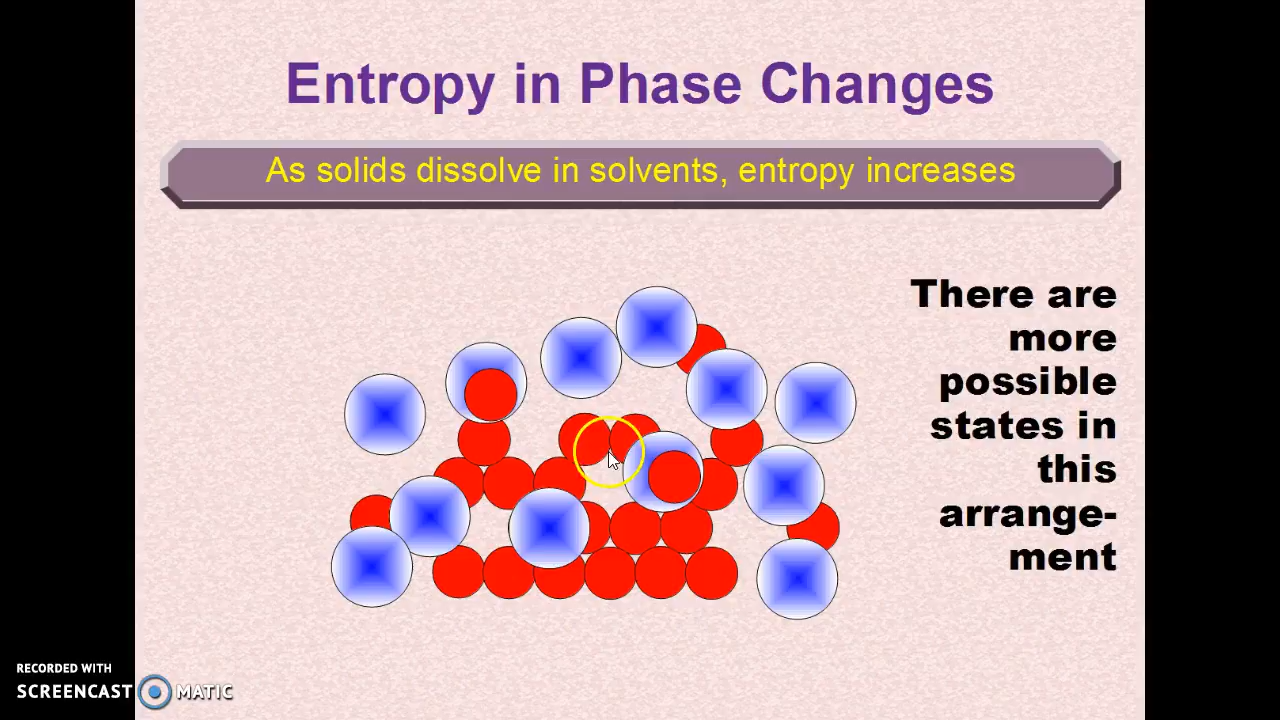 Entropy in Phase Changes
As solids dissolve in solvents, entropy increases
There are
more
possible
states in
this
arrange-
ment
RECORDED WITH
SCREENCAST MATIC